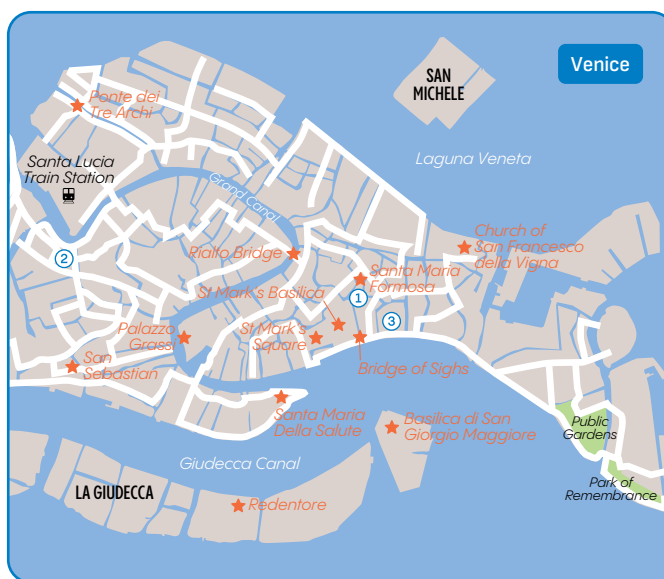 Venice
SAN
MICHELE
Ponte dei
Tre Archi
Laguna Veneta
Santa Lucia
Train Station
Grand Canal
Church of
San Francesco
della Vigna
2
Rialto Bridge
Santa Maria
Formosa
St Mark's Basilica
1
3
Palazzo
Grassi
St Mark's
Square
San
Sebastian
Bridge of Sighs
Santa Maria
Della Salute
Basilica di San
Giorgio Maggiore
Public
Gardens
Giudecca Canal
Park of
Remembrance
LA GIUDECCA
Redentore